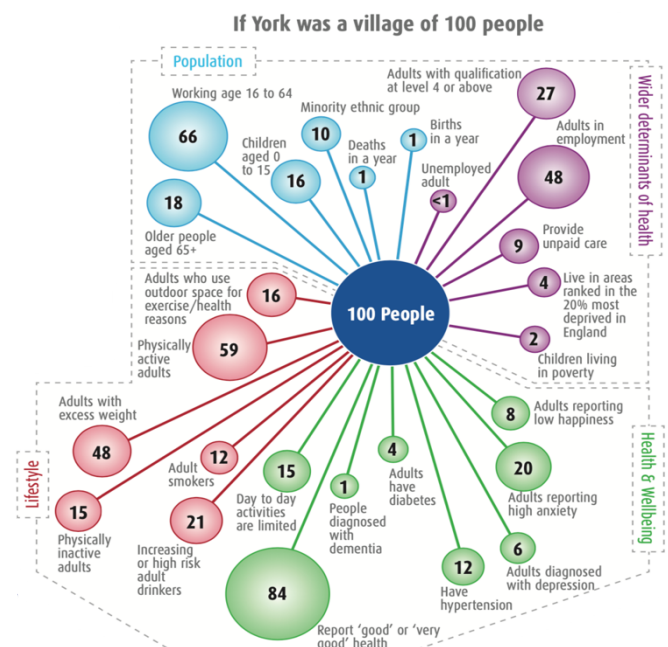 If York was a village of 100 people
Population
Working age 16 to 64
66
18
Older people
aged 65+
Children
aged 0
to 15
16
Minority ethnic group
10
Deaths
in a year
1
Births
in a year
1
Unemployed
adult
<1
Wider determinants of health
Adults with qualification
at level 4 or above
27
Adults in
employment
48
9
Provide
unpaid care
4
Live in areas
ranked in the
20% most
deprived in
England
2
Children living
in poverty
100 People
Lifestyle
Adults who use
outdoor space for
exercise/health
reasons
16
Physically
active
adults
59
Adults with
excess weight
48
15
Physically
inactive
adults
Adult
smokers
12
21
Increasing
or high risk
adult
drinkers
Health & Wellbeing
15
Day to day
activities
are limited
1
People
diagnosed
with
dementia
4
Adults
have
diabetes
84
Report ‘good’ or ‘very
good’ health
12
Have
hypertension
6
Adults diagnosed
with depression
20
Adults reporting
high anxiety
8
Adults reporting
low happiness